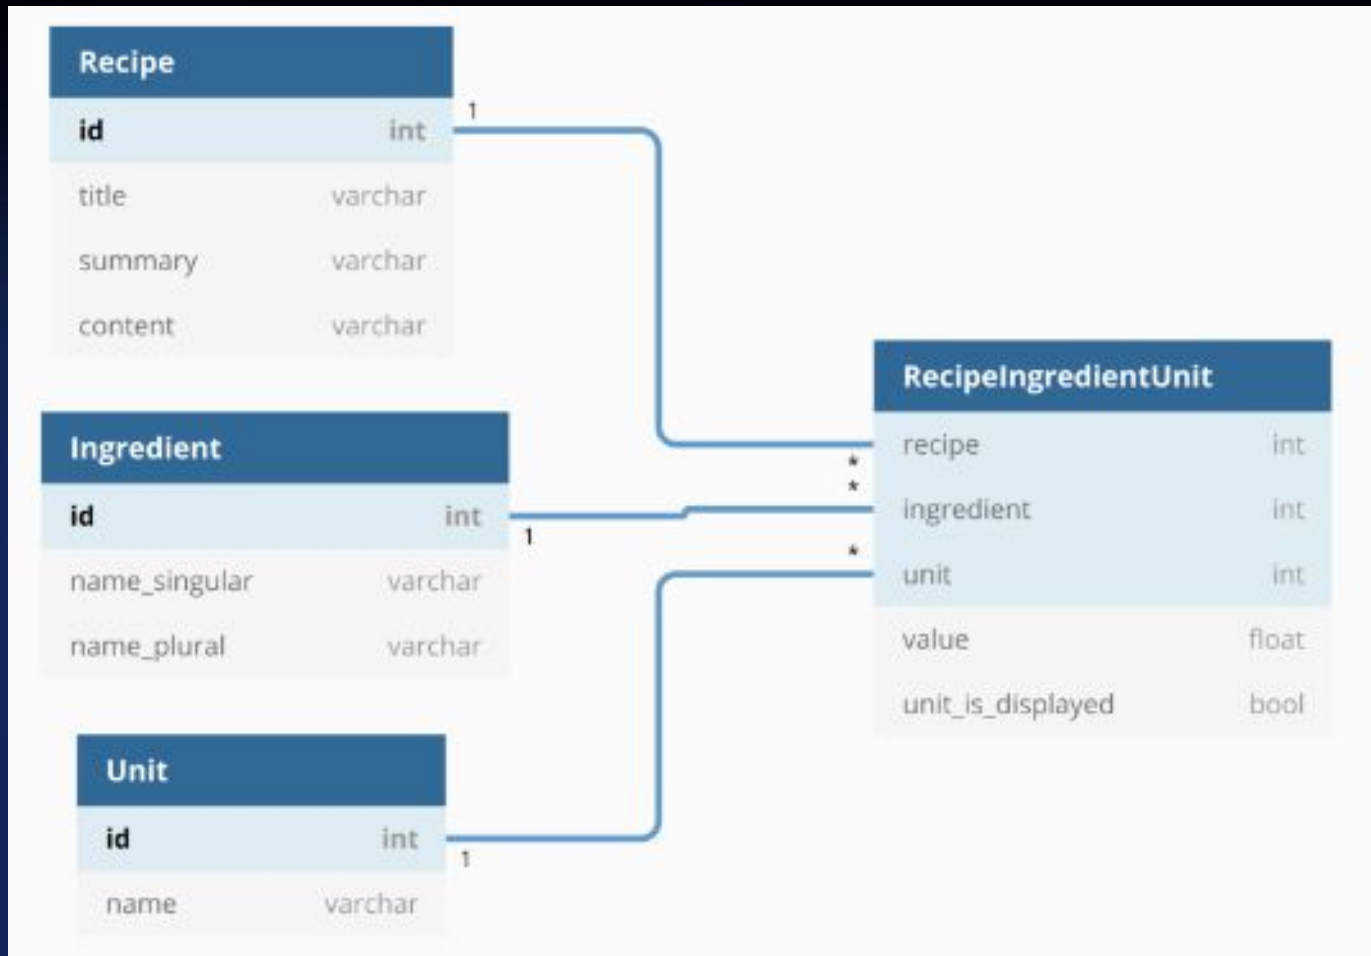 Recipe
id int
1
title varchar
summary varchar
content varchar
Ingredient
id int
1
name_singular varchar
name_plural varchar
Unit
id int
1
name varchar
RecipeIngredientUnit
recipe int
*
*
ingredient int
*
unit int
value float
unit_is_displayed bool